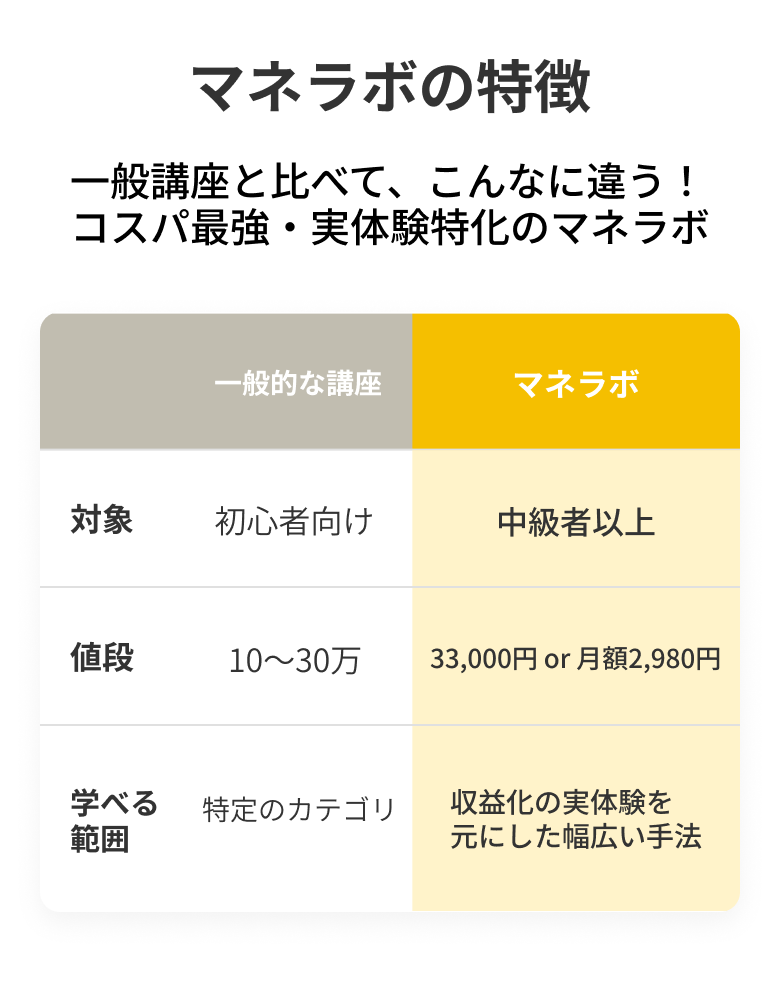 マネラボの特徴
一般講座と比べて、こんなに違う！
コスパ最強・実体験特化のマネラボ
一般的な講座 マネラボ
対象 初心者向け 中級者以上
値段 10〜30万 33,000円 or 月額2,980円
学べる
範囲
特定のカテゴリ
収益化の実体験を
元にした幅広い手法